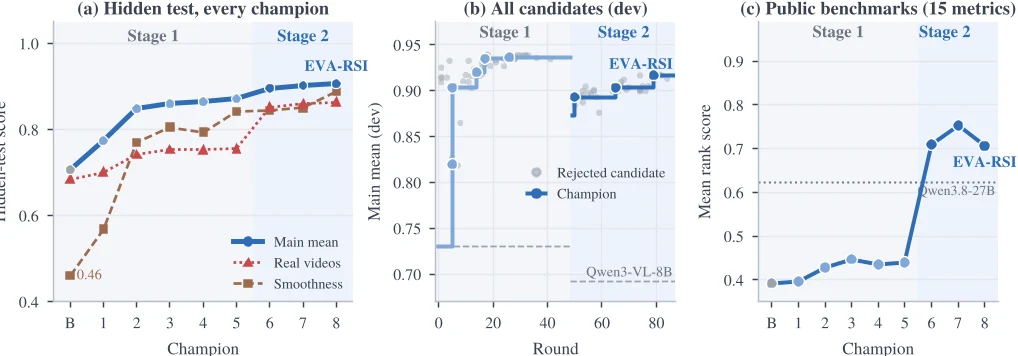 (a) Hidden test, every champion
Stage 1
Stage 2
EVA-RSI
1.0
0.8
0.6
0.4
Hidden-test score
0.46
Main mean
Real videos
Smoothness
B 1 2 3 4 5 6 7 8
Champion
(b) All candidates (dev)
Stage 1
Stage 2
EVA-RSI
0.95
0.90
0.85
0.80
0.75
0.70
Main mean (dev)
Rejected candidate
Champion
Qwen3-VL-8B
0 20 40 60 80
Round
(c) Public benchmarks (15 metrics)
Stage 1
Stage 2
0.9
0.8
0.7
0.6
0.5
0.4
Mean rank score
EVA-RSI
Qwen3.8-27B
B 1 2 3 4 5 6 7 8
Champion